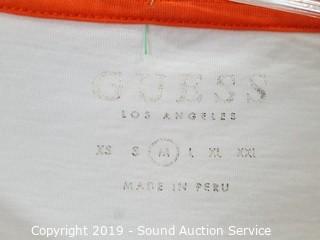 GUESS
LOS ANGELES
XS S M L XL XXL
MADE IN PERU
Copyright 2019 - Sound Auction Service